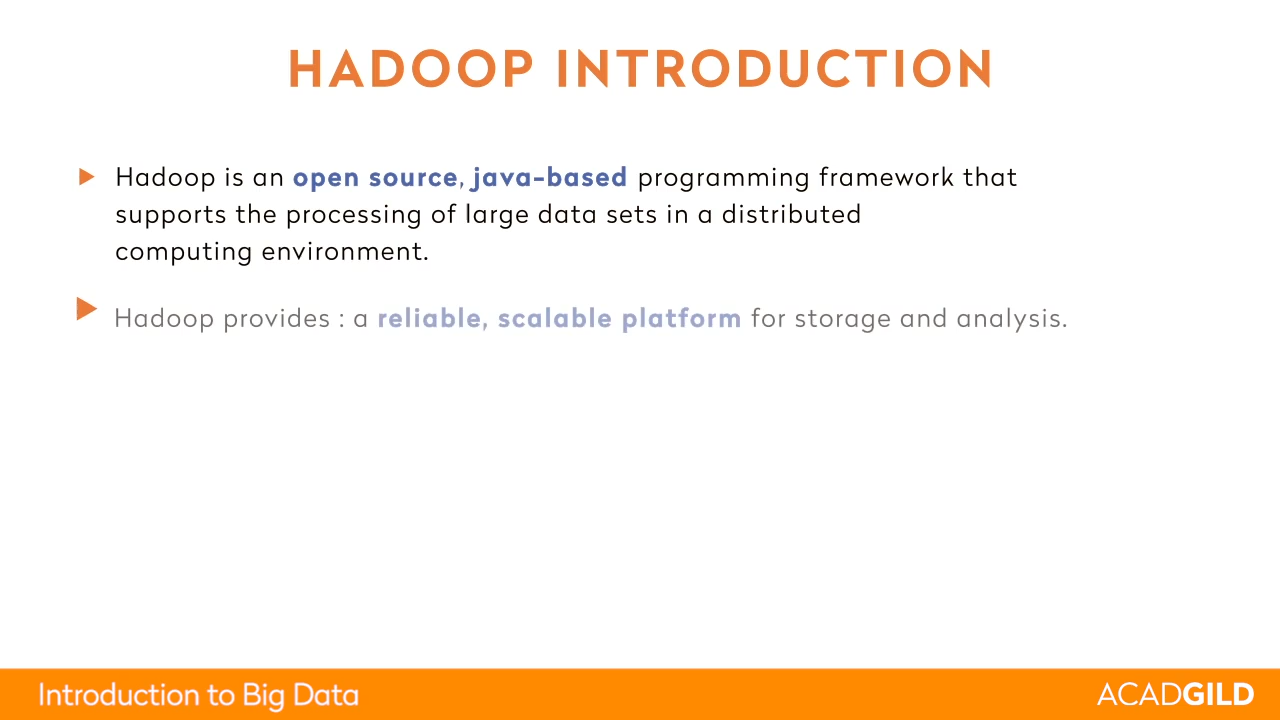 HADOOP INTRODUCTION
Hadoop is an open source, java-based programming framework that
supports the processing of large data sets in a distributed
computing environment.
Hadoop provides : a reliable, scalable platform for storage and analysis.
Introduction to Big Data
ACADGILD